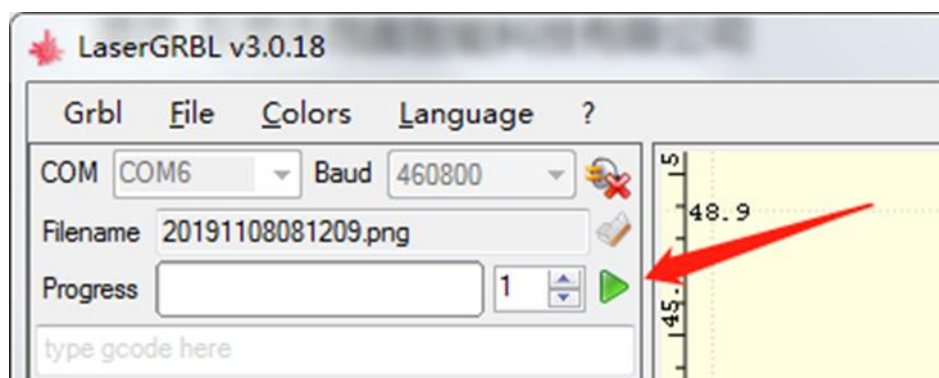 LaserGRBL v3.0.18
Grbl File Colors Language ?
COM COM6 Baud 460800
Filename 20191108081209.png
Progress 1
type gcode here
48.9
45.
5